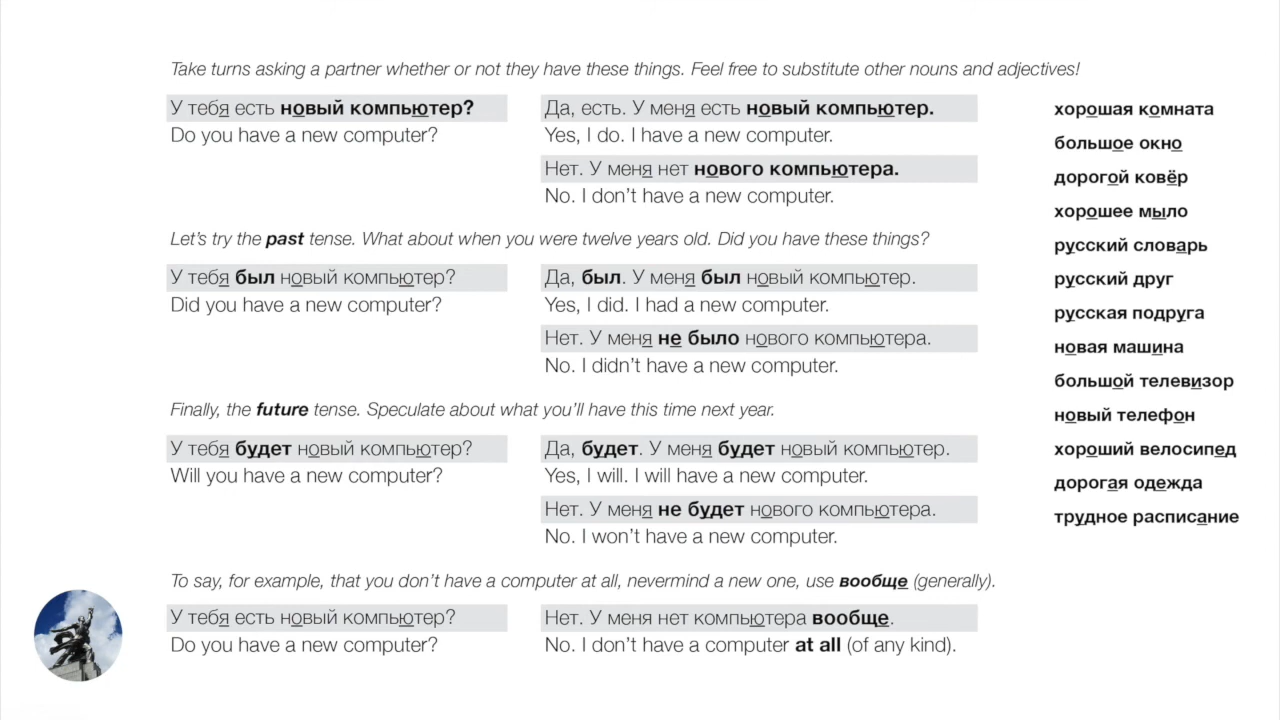 Take turns asking a partner whether or not they have these things. Feel free to substitute other nouns and adjectives!
У тебя есть новый компьютер?
Do you have a new computer?
Да, есть. У меня есть новый компьютер.
Yes, I do. I have a new computer.
Нет. У меня нет нового компьютера.
No. I don’t have a new computer.
Let’s try the past tense. What about when you were twelve years old. Did you have these things?
У тебя был новый компьютер?
Did you have a new computer?
Да, был. У меня был новый компьютер.
Yes, I did. I had a new computer.
Нет. У меня не было нового компьютера.
No. I didn’t have a new computer.
Finally, the future tense. Speculate about what you’ll have this time next year.
У тебя будет новый компьютер?
Will you have a new computer?
Да, будет. У меня будет новый компьютер.
Yes, I will. I will have a new computer.
Нет. У меня не будет нового компьютера.
No. I won’t have a new computer.
To say, for example, that you don’t have a computer at all, nevermind a new one, use вообще (generally).
У тебя есть новый компьютер?
Do you have a new computer?
Нет. У меня нет компьютера вообще.
No. I don’t have a computer at all (of any kind).
хорошая комната
большое окно
дорогой ковёр
хорошее мыло
русский словарь
русский друг
русская подруга
новая машина
большой телевизор
новый телефон
хороший велосипед
дорогая одежда
трудное расписание